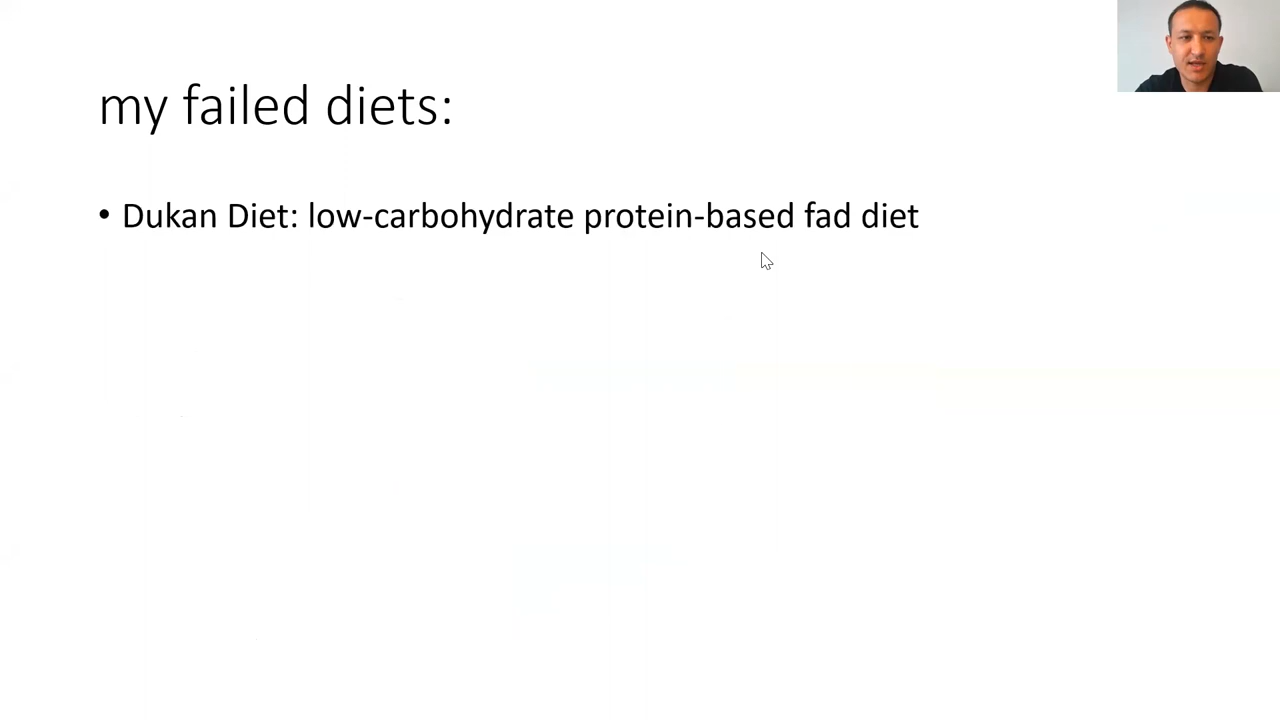 my failed diets:
• Dukan Diet: low-carbohydrate protein-based fad diet